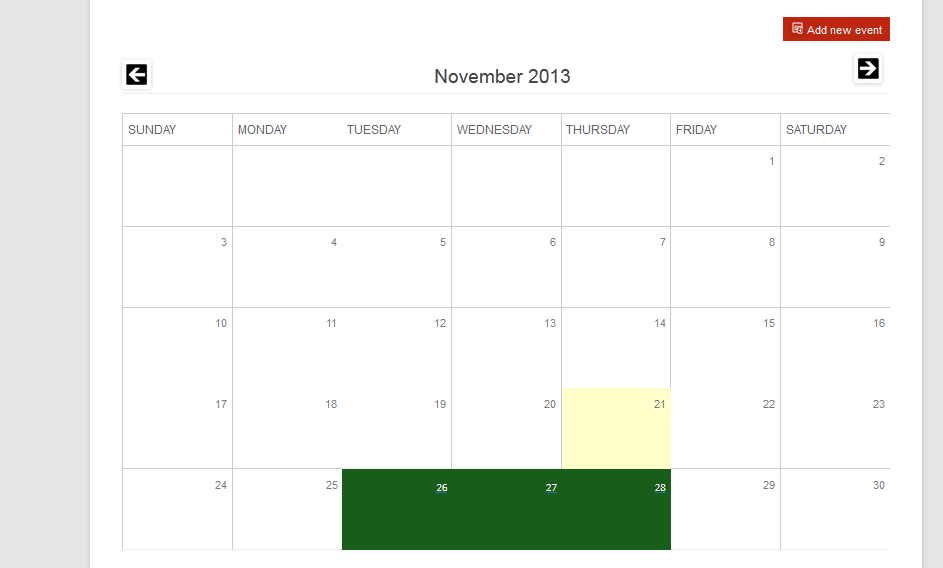 Add new event
November 2013
SUNDAY MONDAY TUESDAY WEDNESDAY THURSDAY FRIDAY SATURDAY
1 2
3 4 5 6 7 8 9
10 11 12 13 14 15 16
17 18 19 20 21 22 23
24 25 26 27 28 29 30